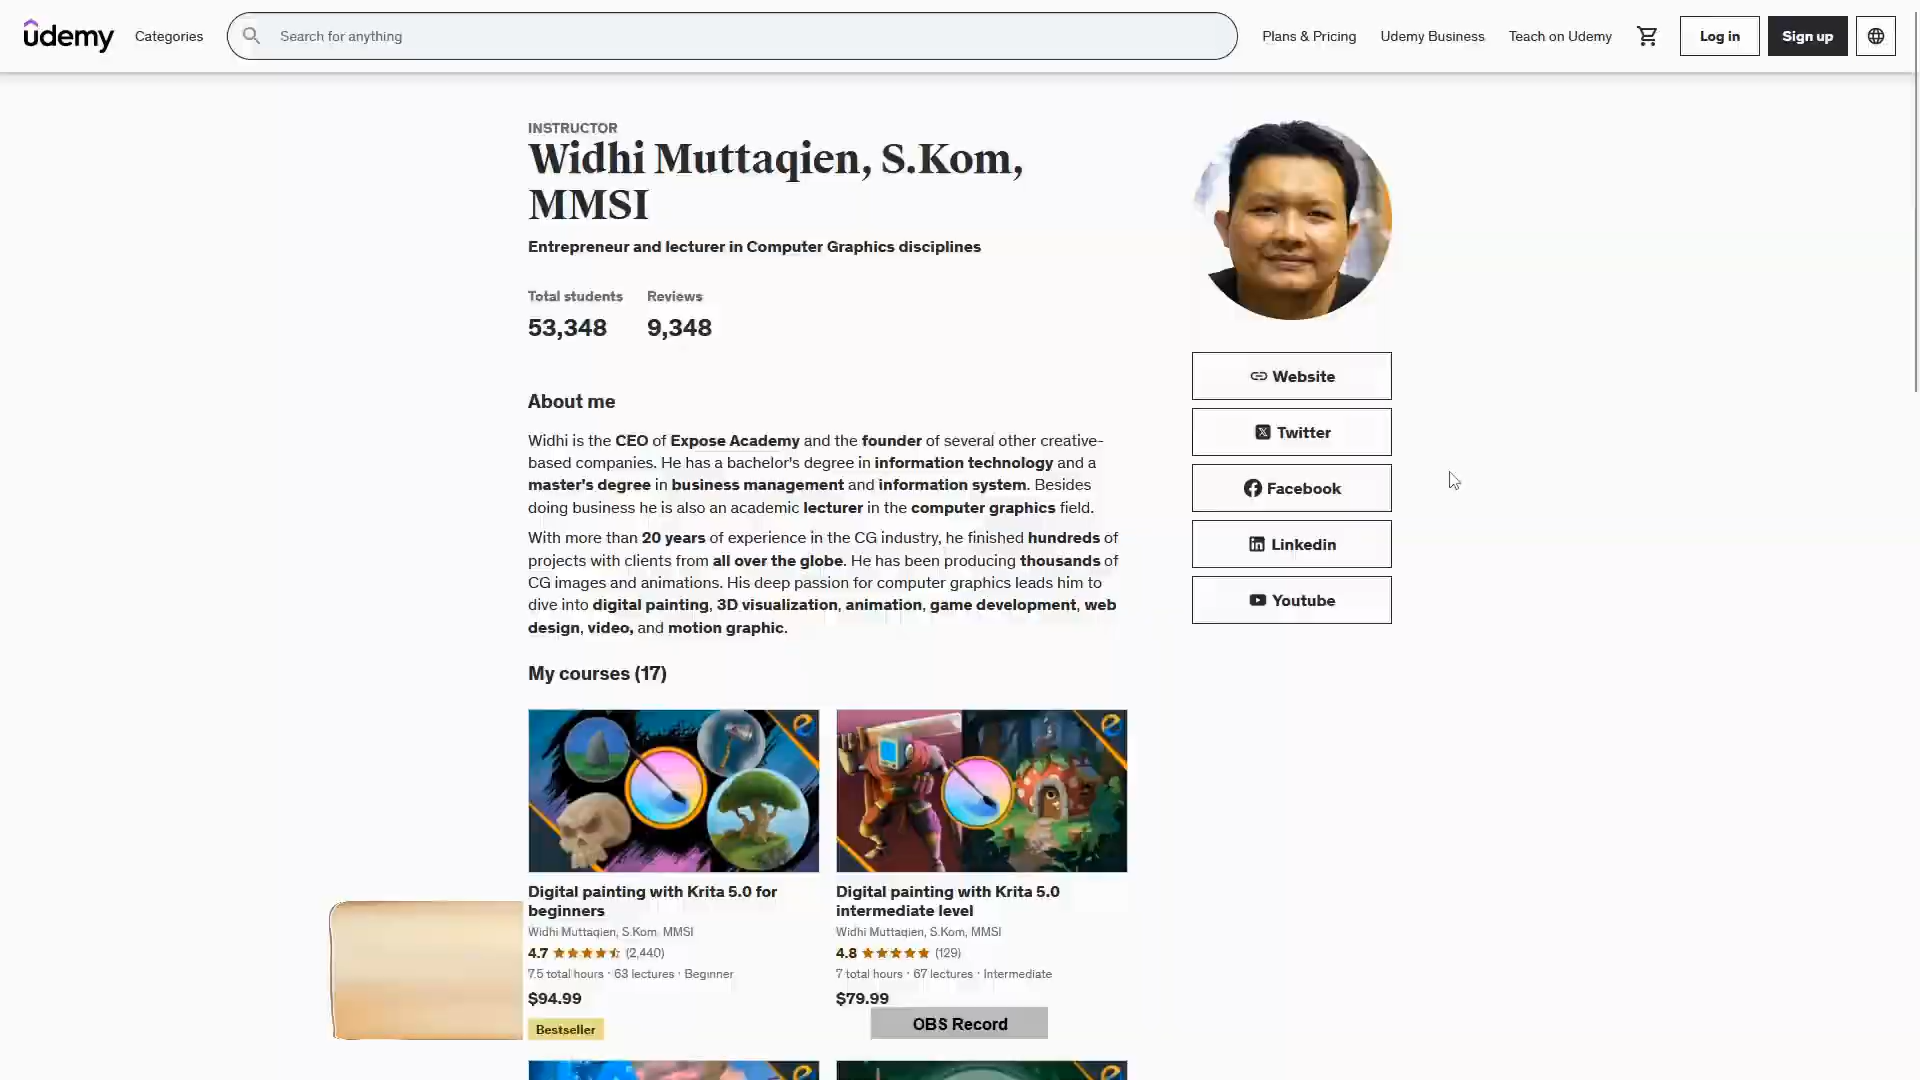 udemy
Categories
Search for anything
Plans & Pricing
Udemy Business
Teach on Udemy
Log in
Sign up
INSTRUCTOR
Widhi Muttaqien, S.Kom,
MMSI
Entrepreneur and lecturer in Computer Graphics disciplines
Total students
Reviews
53,348
9,348
About me
Widhi is the CEO of Expose Academy and the founder of several other creative-
based companies. He has a bachelor's degree in information technology and a
master's degree in business management and information system. Besides
doing business he is also an academic lecturer in the computer graphics field.
With more than 20 years of experience in the CG industry, he finished hundreds of
projects with clients from all over the globe. He has been producing thousands of
CG images and animations. His deep passion for computer graphics leads him to
dive into digital painting, 3D visualization, animation, game development, web
design, video, and motion graphic.
Website
Twitter
Facebook
Linkedin
Youtube
My courses (17)
Digital painting with Krita 5.0 for
beginners
Widhi Muttaqien, S.Kom, MMSI
4.7
(2,440)
7.5 total hours · 63 lectures · Beginner
$94.99
Bestseller
Digital painting with Krita 5.0
intermediate level
Widhi Muttaqien, S.Kom, MMSI
4.8
(129)
7 total hours · 67 lectures · Intermediate
$79.99
OBS Record